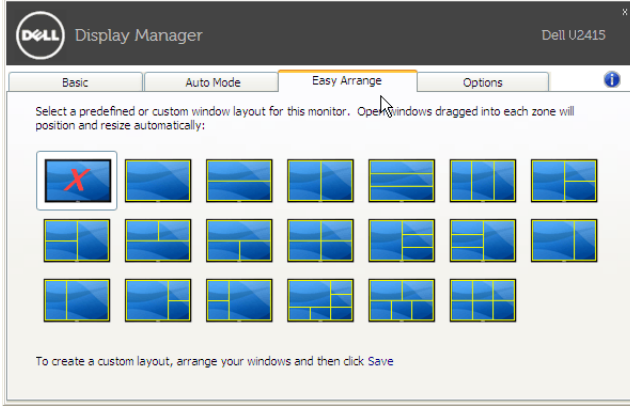 DELL Display Manager
Dell U2415
x
Basic
Auto Mode
Easy Arrange
Options
i
Select a predefined or custom window layout for this monitor. Open windows dragged into each zone will
position and resize automatically:
X
To create a custom layout, arrange your windows and then click Save